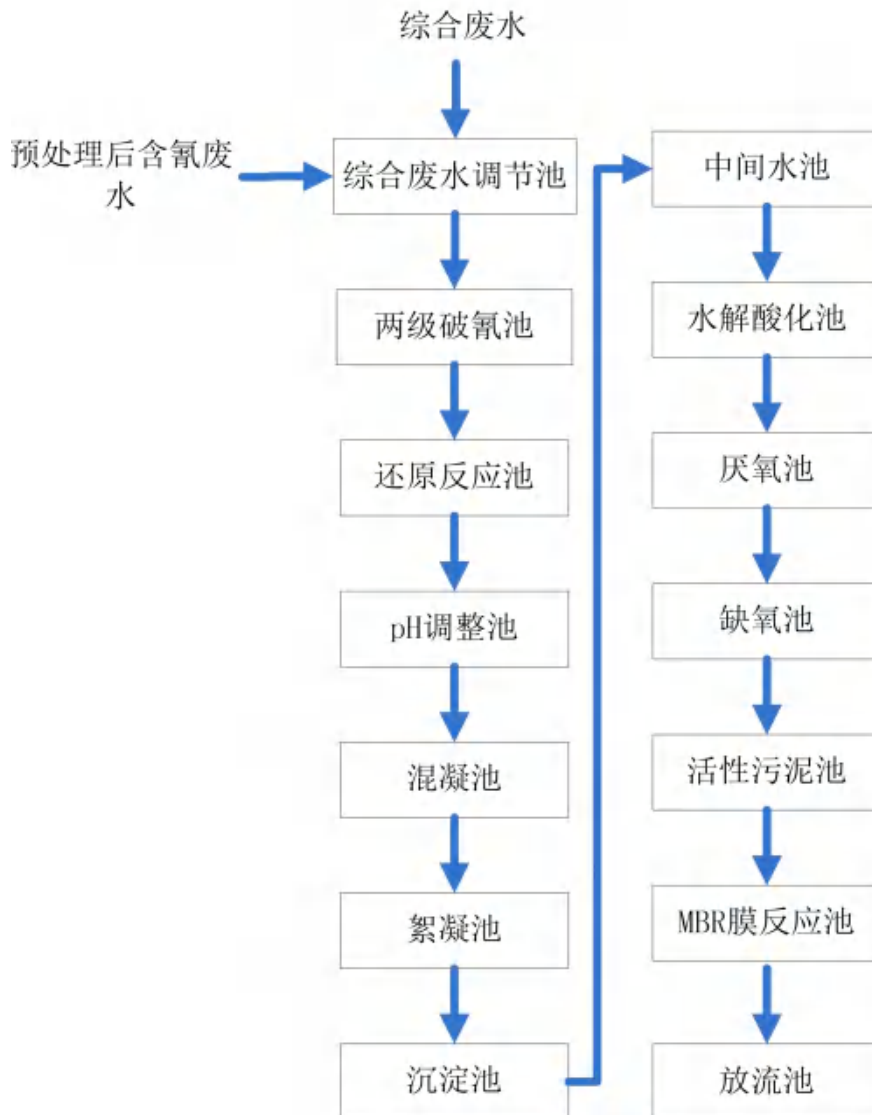 综合废水
预处理后含氰废
水
综合废水调节池
两级破氰池
还原反应池
pH调整池
混凝池
絮凝池
沉淀池
中间水池
水解酸化池
厌氧池
缺氧池
活性污泥池
MBR膜反应池
放流池